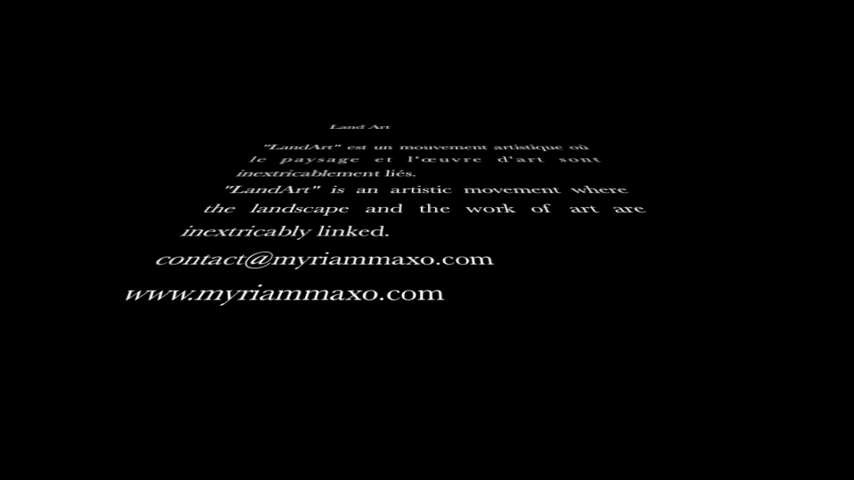 Land Art
"LandArt" est un mouvement artistique où
le paysage et l'œuvre d'art sont
inextricablement liés.
"LandArt" is an artistic movement where
the landscape and the work of art are
inextricably linked.
contact@myriammaxo.com
www.myriammaxo.com